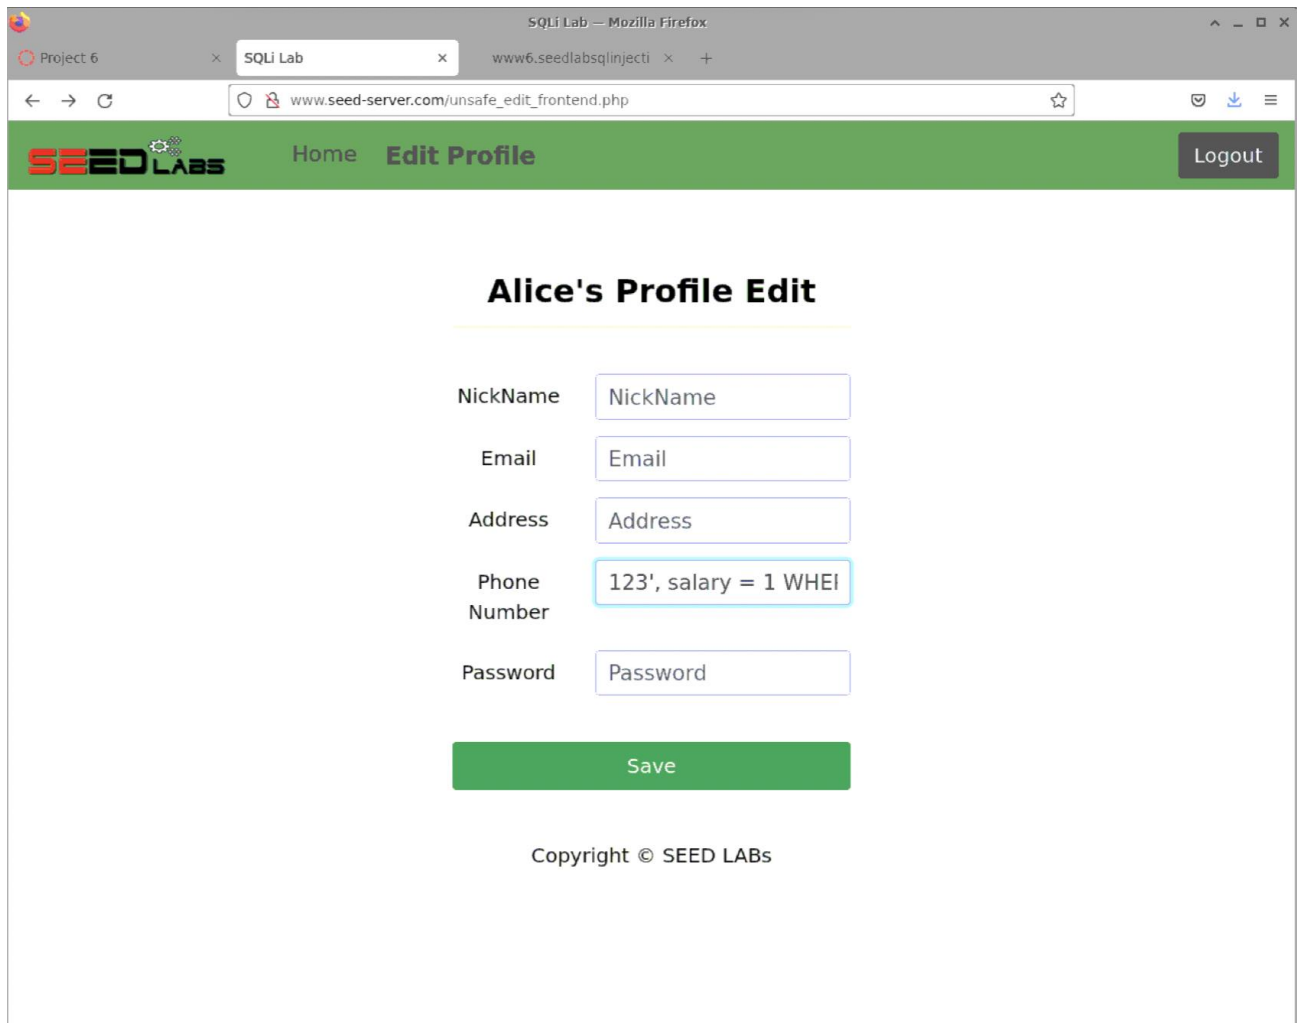 SQLi Lab — Mozilla Firefox
Project 6 SQLi Lab www6.seedlabsqlinjecti
www.seed-server.com/unsafe_edit_frontend.php
SEED LABS Home Edit Profile Logout
Alice's Profile Edit
NickName NickName
Email Email
Address Address
Phone
Number 123', salary = 1 WHE
Password Password
Save
Copyright © SEED LABs